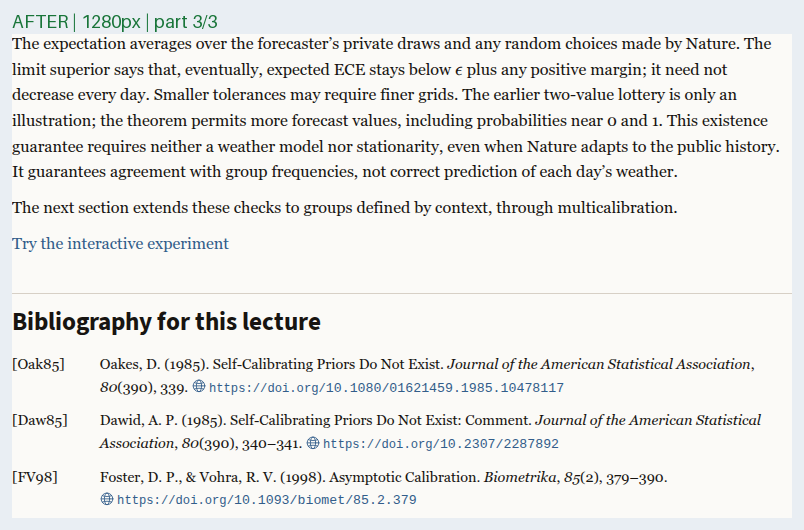 AFTER | 1280px | part 3/3
The expectation averages over the forecaster’s private draws and any random choices made by Nature. The
limit superior says that, eventually, expected ECE stays below ϵ plus any positive margin; it need not
decrease every day. Smaller tolerances may require finer grids. The earlier two-value lottery is only an
illustration; the theorem permits more forecast values, including probabilities near 0 and 1. This existence
guarantee requires neither a weather model nor stationarity, even when Nature adapts to the public history.
It guarantees agreement with group frequencies, not correct prediction of each day’s weather.
The next section extends these checks to groups defined by context, through multicalibration.
Try the interactive experiment
Bibliography for this lecture
[Oak85] Oakes, D. (1985). Self-Calibrating Priors Do Not Exist. Journal of the American Statistical Association,
80(390), 339. https://doi.org/10.1080/01621459.1985.10478117
[Daw85] Dawid, A. P. (1985). Self-Calibrating Priors Do Not Exist: Comment. Journal of the American Statistical
Association, 80(390), 340–341. https://doi.org/10.2307/2287892
[FV98] Foster, D. P., & Vohra, R. V. (1998). Asymptotic Calibration. Biometrika, 85(2), 379–390.
https://doi.org/10.1093/biomet/85.2.379